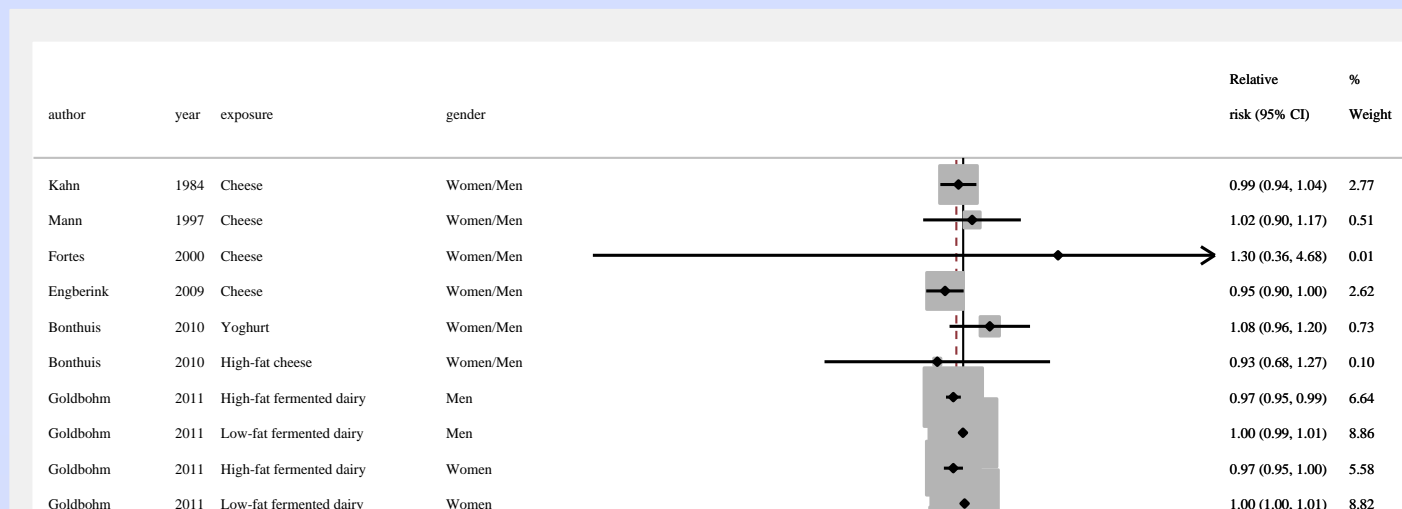 Relative %
author year exposure gender risk (95% CI) Weight
Kahn 1984 Cheese Women/Men 0.99 (0.94, 1.04) 2.77
Mann 1997 Cheese Women/Men 1.02 (0.90, 1.17) 0.51
Fortes 2000 Cheese Women/Men 1.30 (0.36, 4.68) 0.01
Engberink 2009 Cheese Women/Men 0.95 (0.90, 1.00) 2.62
Bonthuis 2010 Yoghurt Women/Men 1.08 (0.96, 1.20) 0.73
Bonthuis 2010 High-fat cheese Women/Men 0.93 (0.68, 1.27) 0.10
Goldbohm 2011 High-fat fermented dairy Men 0.97 (0.95, 0.99) 6.64
Goldbohm 2011 Low-fat fermented dairy Men 1.00 (0.99, 1.01) 8.86
Goldbohm 2011 High-fat fermented dairy Women 0.97 (0.95, 1.00) 5.58
Goldbohm 2011 Low-fat fermented dairy Women 1.00 (1.00, 1.01) 8.82